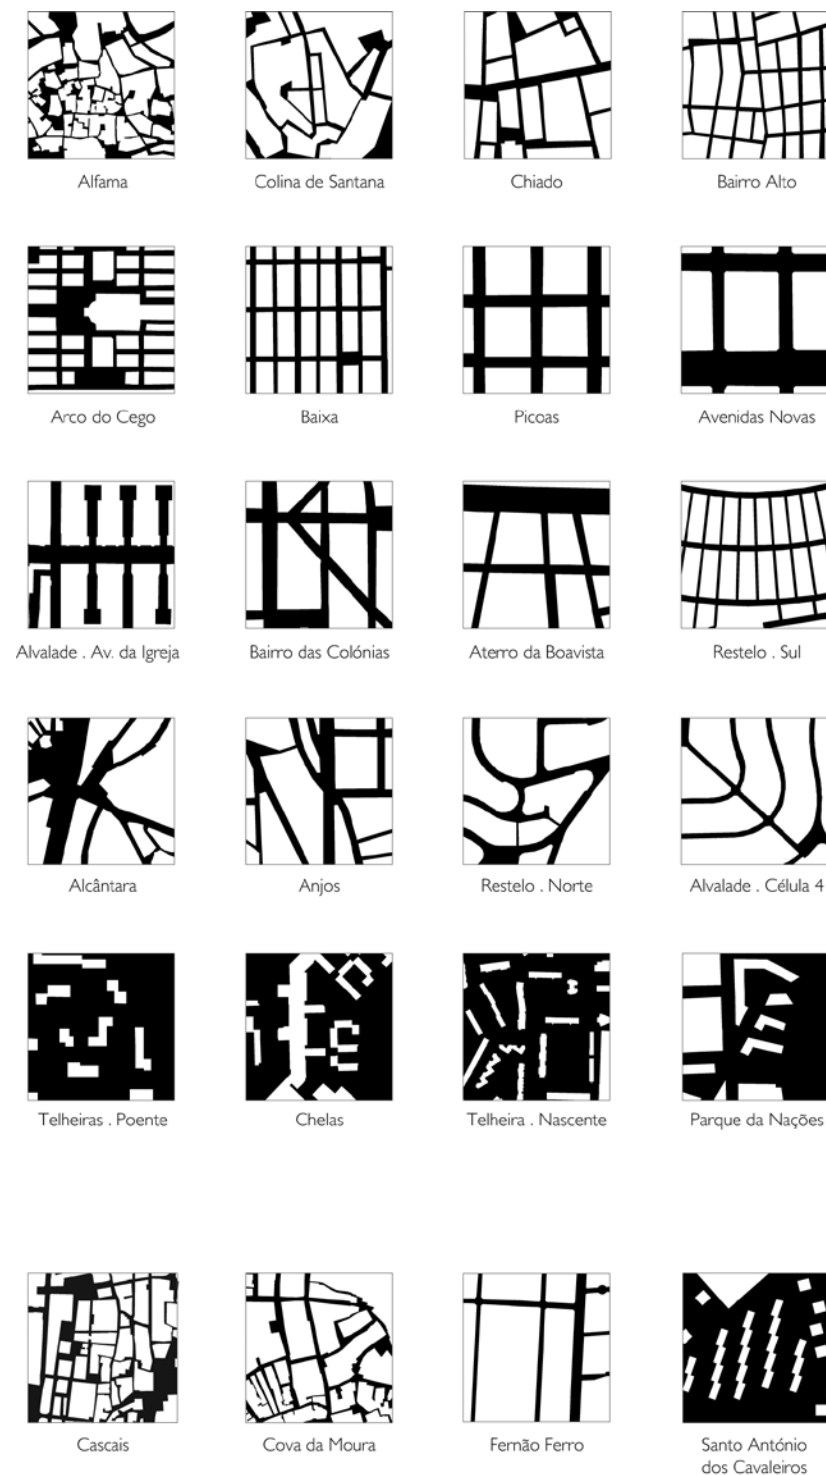 Alfama
Colina de Santana
Chiado
Bairro Alto
Arco do Cego
Baixa
Picoas
Avenidas Novas
Alvalade . Av. da Igreja
Bairro das Colónias
Aterro da Boavista
Restelo . Sul
Alcântara
Anjos
Restelo . Norte
Alvalade . Célula 4
Telheiras . Poente
Chelas
Telheira . Nascente
Parque da Nações
Cascais
Cova da Moura
Fernão Ferro
Santo António
dos Cavaleiros